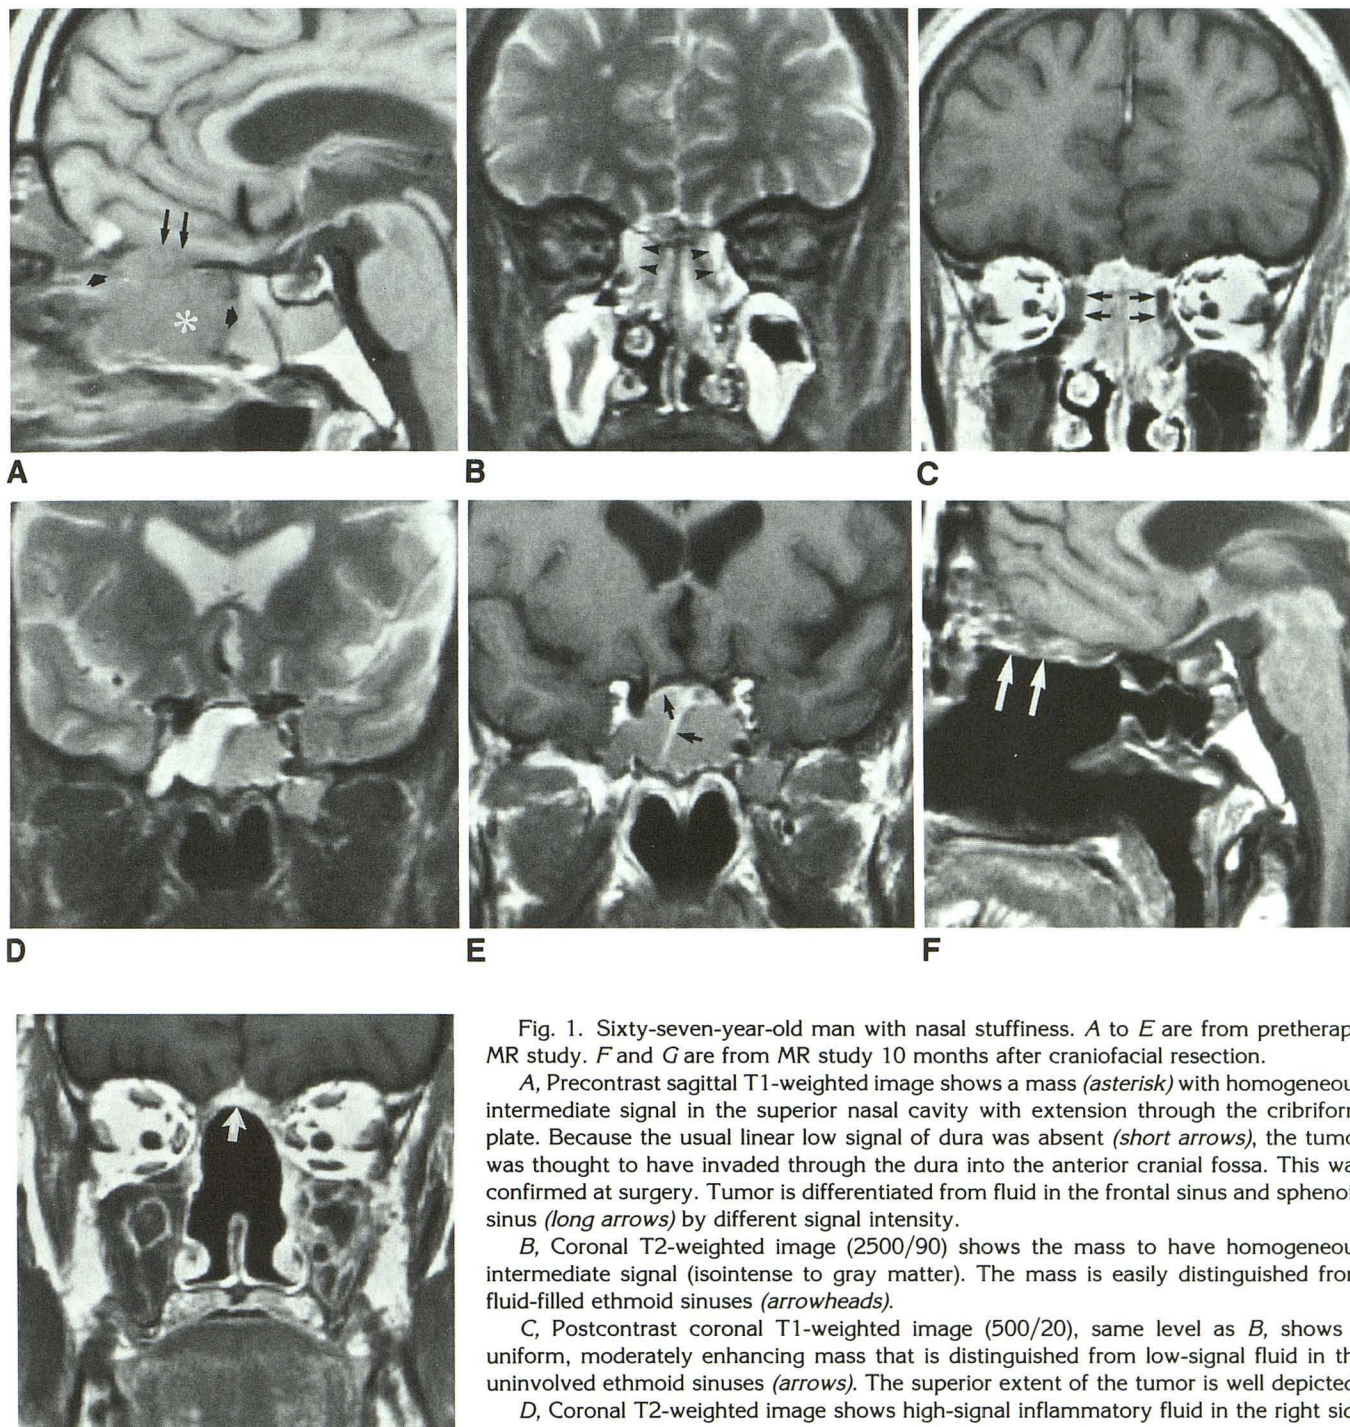 A
B
C
D
E
F
Fig. 1. Sixty-seven-year-old man with nasal stuffiness. A to E are from pretherap
MR study. F and G are from MR study 10 months after craniofacial resection.
A, Precontrast sagittal T1-weighted image shows a mass (asterisk) with homogeneou
intermediate signal in the superior nasal cavity with extension through the cribriform
plate. Because the usual linear low signal of dura was absent (short arrows), the tumo
was thought to have invaded through the dura into the anterior cranial fossa. This wa
confirmed at surgery. Tumor is differentiated from fluid in the frontal sinus and sphenoi
sinus (long arrows) by different signal intensity.
B, Coronal T2-weighted image (2500/90) shows the mass to have homogeneou
intermediate signal (isointense to gray matter). The mass is easily distinguished from
fluid-filled ethmoid sinuses (arrowheads).
C, Postcontrast coronal T1-weighted image (500/20), same level as B, shows
uniform, moderately enhancing mass that is distinguished from low-signal fluid in th
uninvolved ethmoid sinuses (arrows). The superior extent of the tumor is well depicted
D, Coronal T2-weighted image shows high-signal inflammatory fluid in the right sid